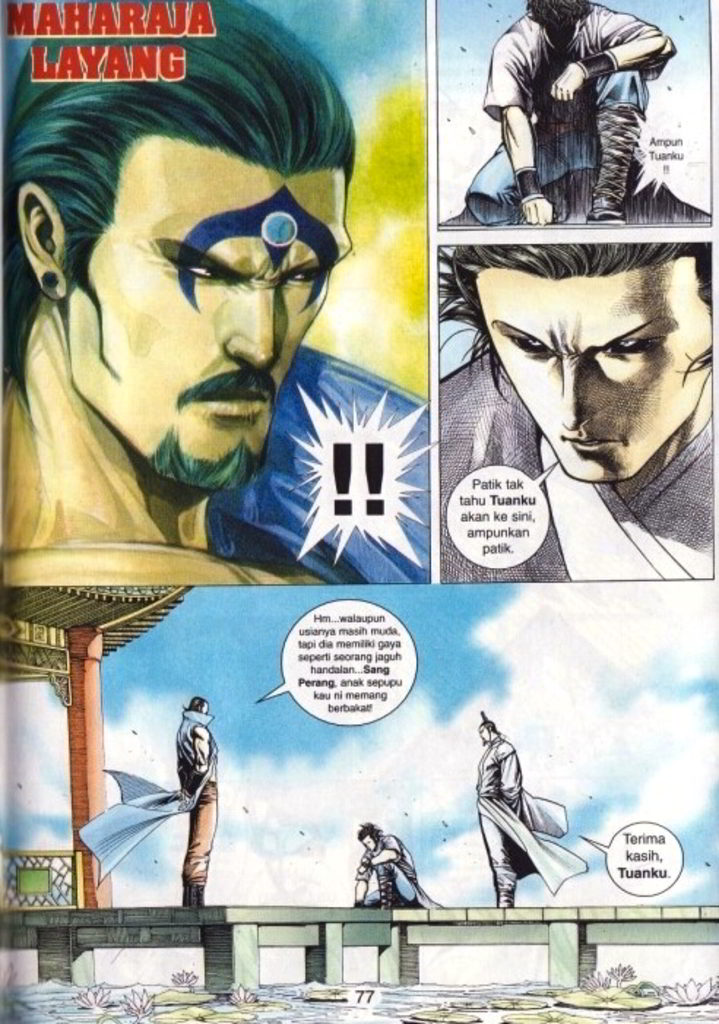 MAHARAJA
LAYANG
!!
Ampun
Tuanku
!!
Patik tak
tahu Tuanku
akan ke sini,
ampunkan
patik.
Hm...walaupun
usianya masih muda,
tapi dia memiliki gaya
seperti seorang jaguh
handalan...Sang
Perang, anak sepupu
kau ni memang
berbakat!
Terima
kasih,
Tuanku.
77